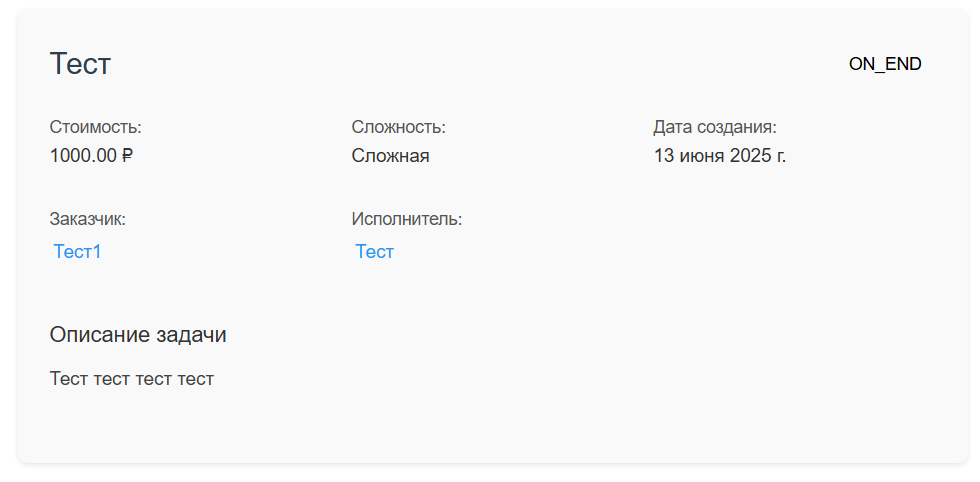 Тест
ON_END
Стоимость:
Сложность:
Дата создания:
1000.00 ₽
Сложная
13 июня 2025 г.
Заказчик:
Исполнитель:
Тест1
Тест
Описание задачи
Тест тест тест тест